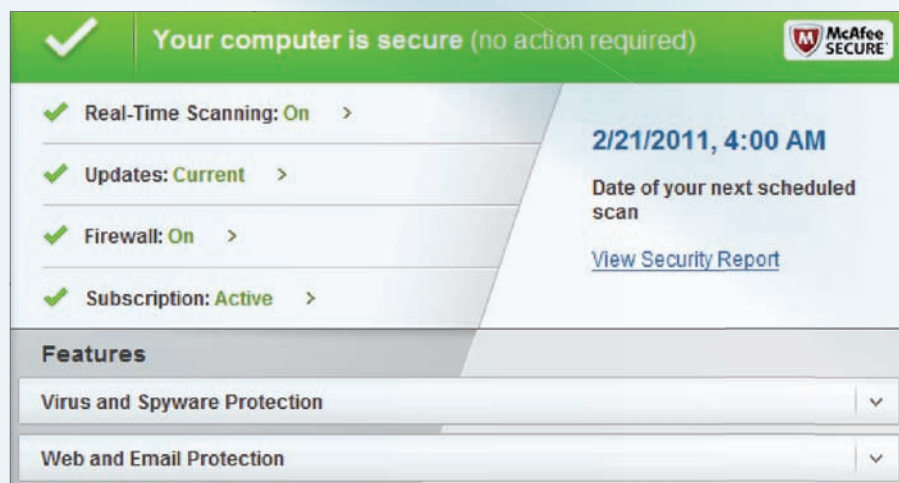 Your computer is secure (no action required)
McAfee
SECURE
Real-Time Scanning: On >
Updates: Current >
Firewall: On >
Subscription: Active >
2/21/2011, 4:00 AM
Date of your next scheduled
scan
View Security Report
Features
Virus and Spyware Protection
Web and Email Protection